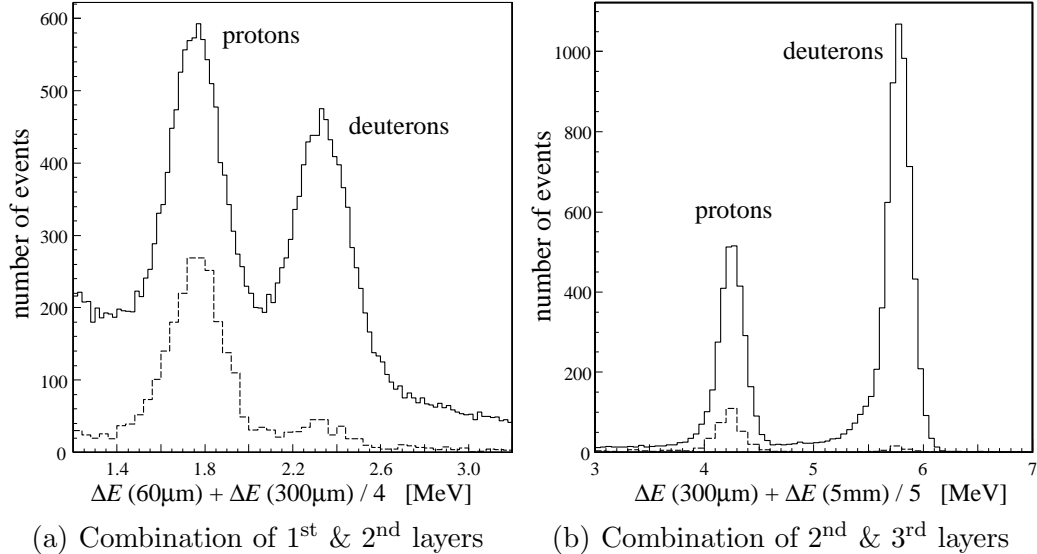 600
500
400
300
200
100
0
number of events
protons
deuterons
1.4 1.8 2.2 2.6 3.0
ΔE (60μm) + ΔE (300μm) / 4 [MeV]
(a) Combination of 1st & 2nd layers
1000
800
600
400
200
0
number of events
deuterons
protons
3 4 5 6 7
ΔE (300μm) + ΔE (5mm) / 5 [MeV]
(b) Combination of 2nd & 3rd layers